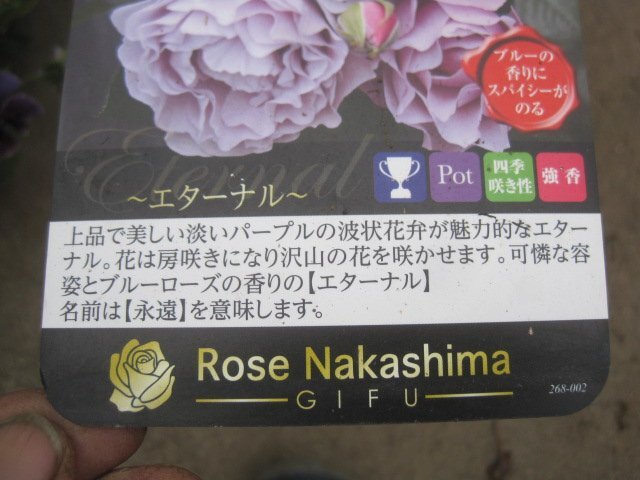 ブルーの
香りに
スパイシーが
のる
Eternal
～エターナル～
Pot
四季
咲き性
強香
上品で美しい淡いパープルの波状花弁が魅力的なエター
ナル。花は房咲きになり沢山の花を咲かせます。可憐な容
姿とブルーローズの香りの【エターナル】
名前は【永遠】を意味します。
Rose Nakashima
GIFU
268-002